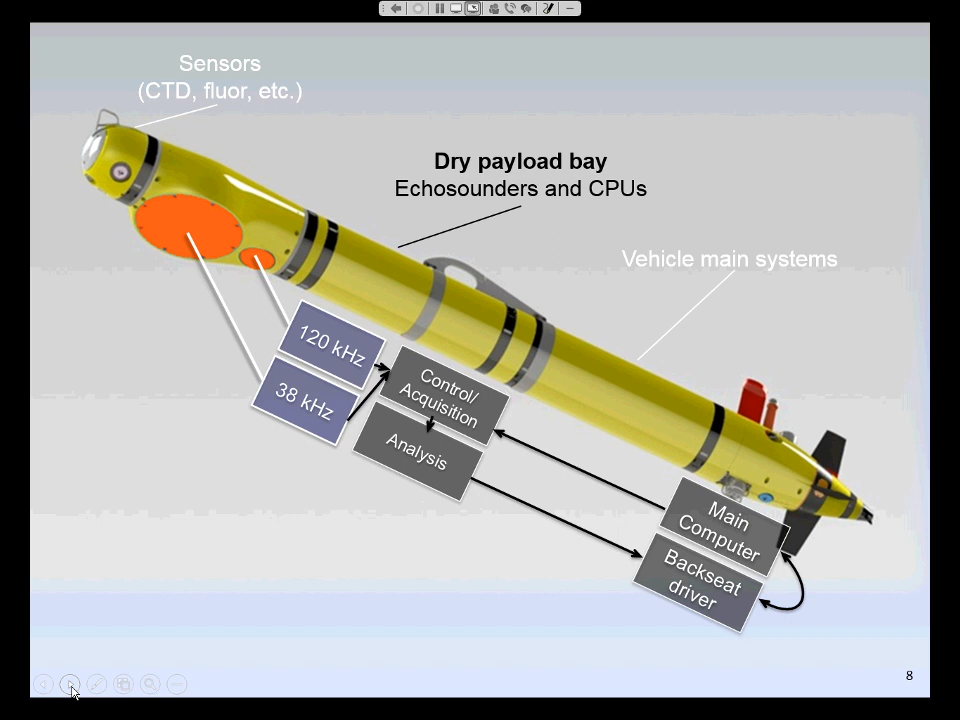 Sensors
(CTD, fluor, etc.)
Dry payload bay
Echosounders and CPUs
Vehicle main systems
120 kHz
38 kHz
Control/
Acquisition
Analysis
Main
Computer
Backseat
driver
8